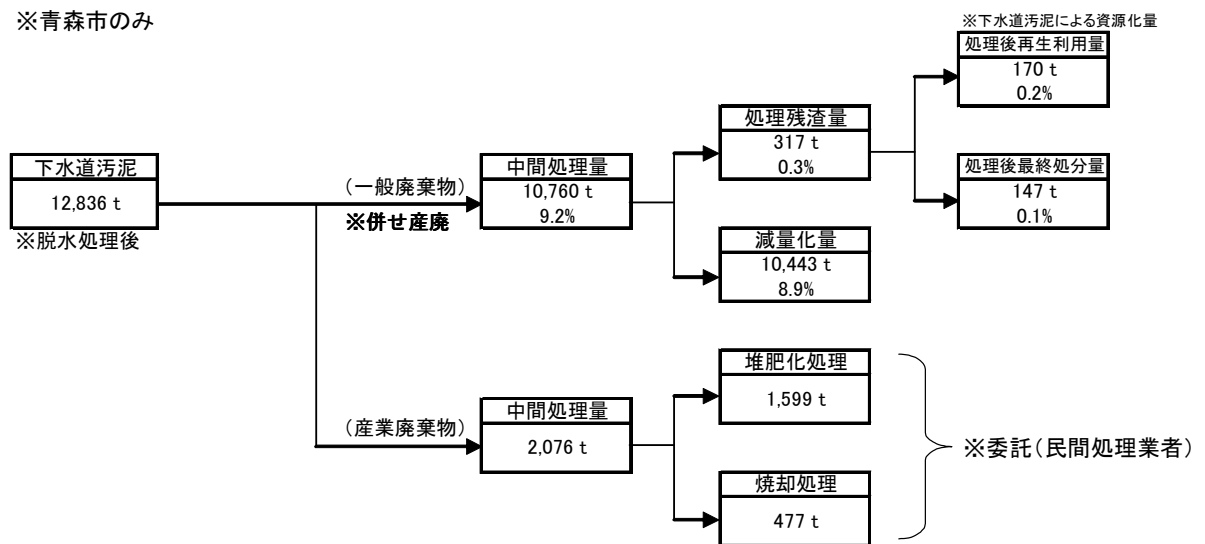 ※青森市のみ
※下水道汚泥による資源化量
処理後再生利用量
170 t
0.2%
処理残渣量
317 t
0.3%
下水道汚泥
12,836 t
※脱水処理後
(一般廃棄物)
※併せ産廃
中間処理量
10,760 t
9.2%
処理後最終処分量
147 t
0.1%
減量化量
10,443 t
8.9%
堆肥化処理
1,599 t
(産業廃棄物)
中間処理量
2,076 t
※委託(民間処理業者)
焼却処理
477 t